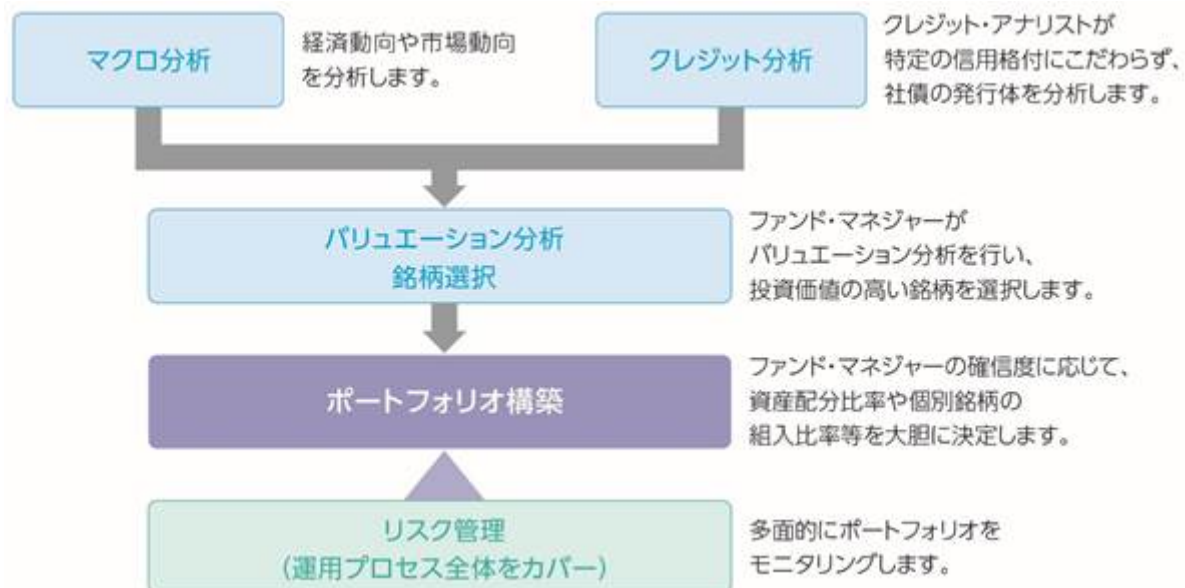 マクロ分析
経済動向や市場動向
を分析します。
クレジット分析
クレジット・アナリストが
特定の信用格付にこだわらず、
社債の発行体を分析します。
バリュエーション分析
銘柄選択
ファンド・マネジャーが
バリュエーション分析を行い、
投資価値の高い銘柄を選択します。
ポートフォリオ構築
ファンド・マネジャーの確信度に応じて、
資産配分比率や個別銘柄の
組入比率等を大胆に決定します。
リスク管理
(運用プロセス全体をカバー)
多面的にポートフォリオを
モニタリングします。